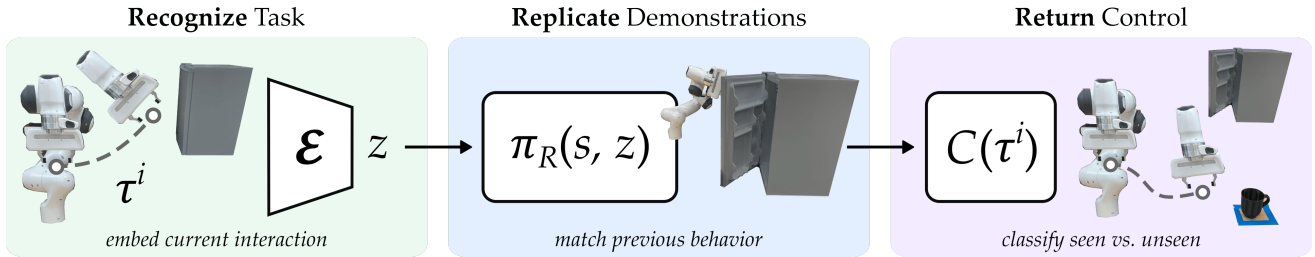 Recognize Task
τ^i
ℰ
z
embed current interaction
Replicate Demonstrations
π_R(s, z)
match previous behavior
Return Control
C(τ^i)
classify seen vs. unseen